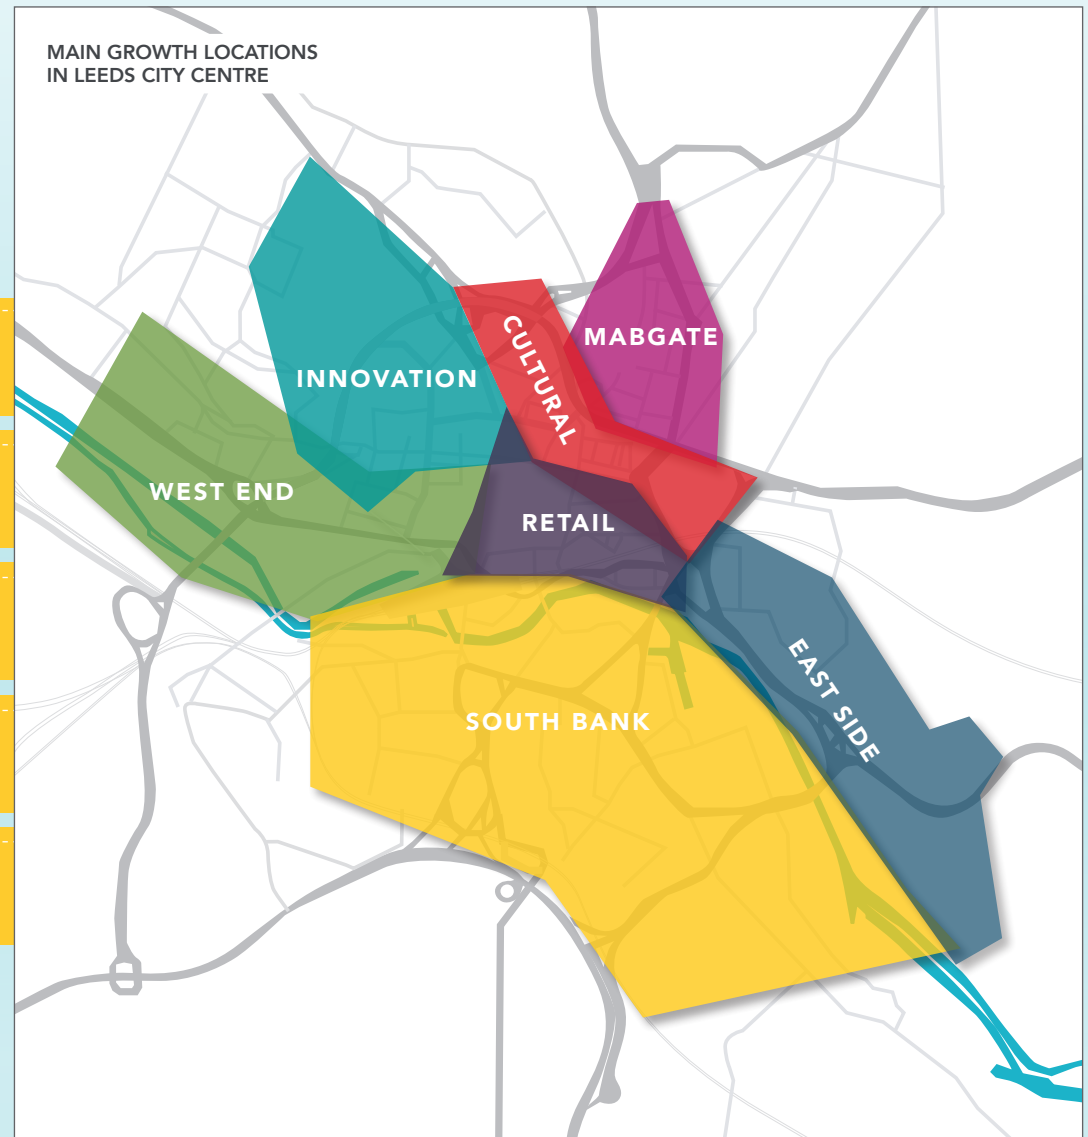 MAIN GROWTH LOCATIONS
IN LEEDS CITY CENTRE
MABGATE
CULTURAL
INNOVATION
WEST END
RETAIL
EAST SIDE
SOUTH BANK